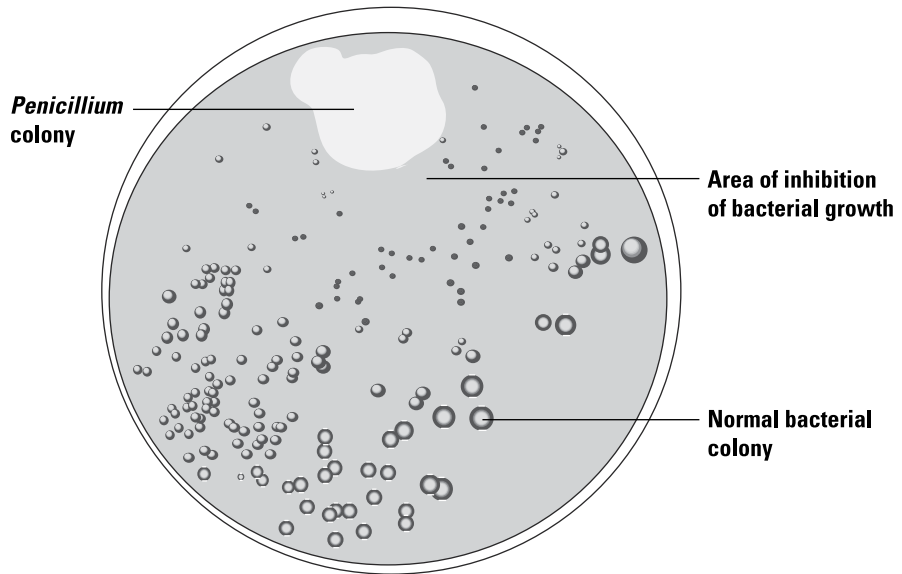 Penicillium
colony
Area of inhibition
of bacterial growth
Normal bacterial
colony